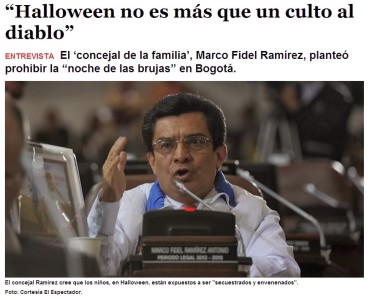 “Halloween no es más que un culto al
diablo”
ENTREVISTA El ‘concejal de la familia’, Marco Fidel Ramírez, planteó
prohibir la “noche de las brujas” en Bogotá.
MARCO FIDEL RAMÍREZ ANTONIO
PERIODO LEGAL 2012 - 2015
El concejal Ramírez cree que los niños, en Halloween, están expuestos a ser "secuestrados y envenenados".
Foto: Cortesía El Espectador.